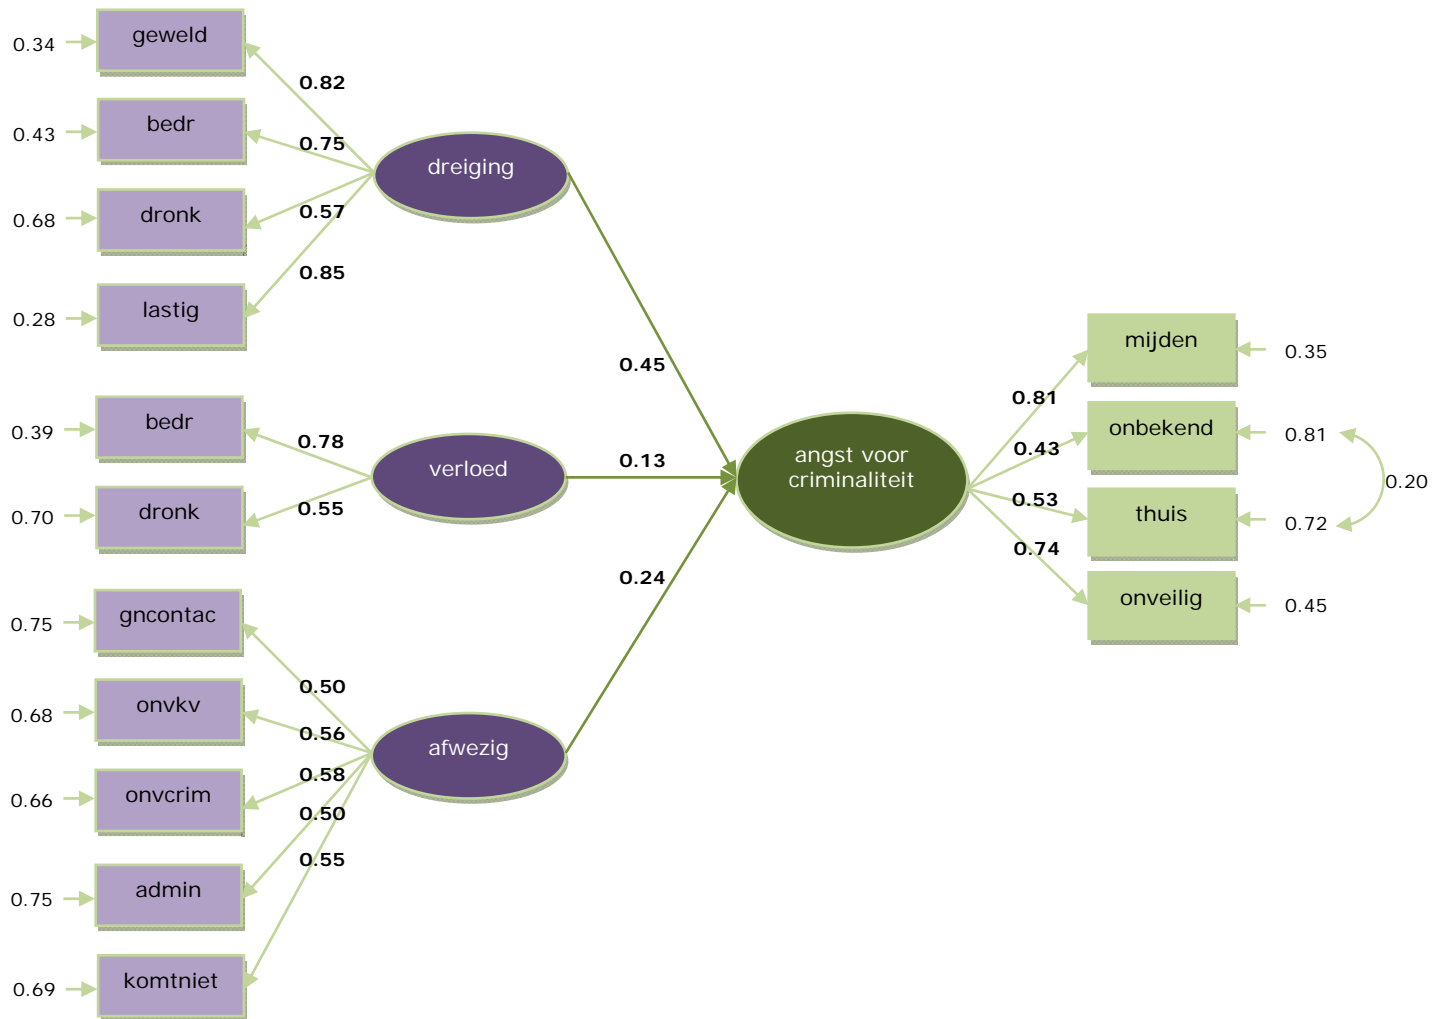 0.34
geweld
0.82
0.43
bedr
0.75
dreiging
0.68
dronk
0.57
0.28
lastig
0.85
0.45
0.39
bedr
0.78
verloed
0.13
0.70
dronk
0.55
angst voor
criminaliteit
0.81
mijden
0.35
0.43
onbekend
0.81
0.20
0.53
thuis
0.72
0.74
onveilig
0.45
0.24
0.75
gncontac
0.50
0.68
onvkv
0.56
afwezig
0.66
onvcrim
0.58
0.75
admin
0.50
0.69
komtniet
0.55